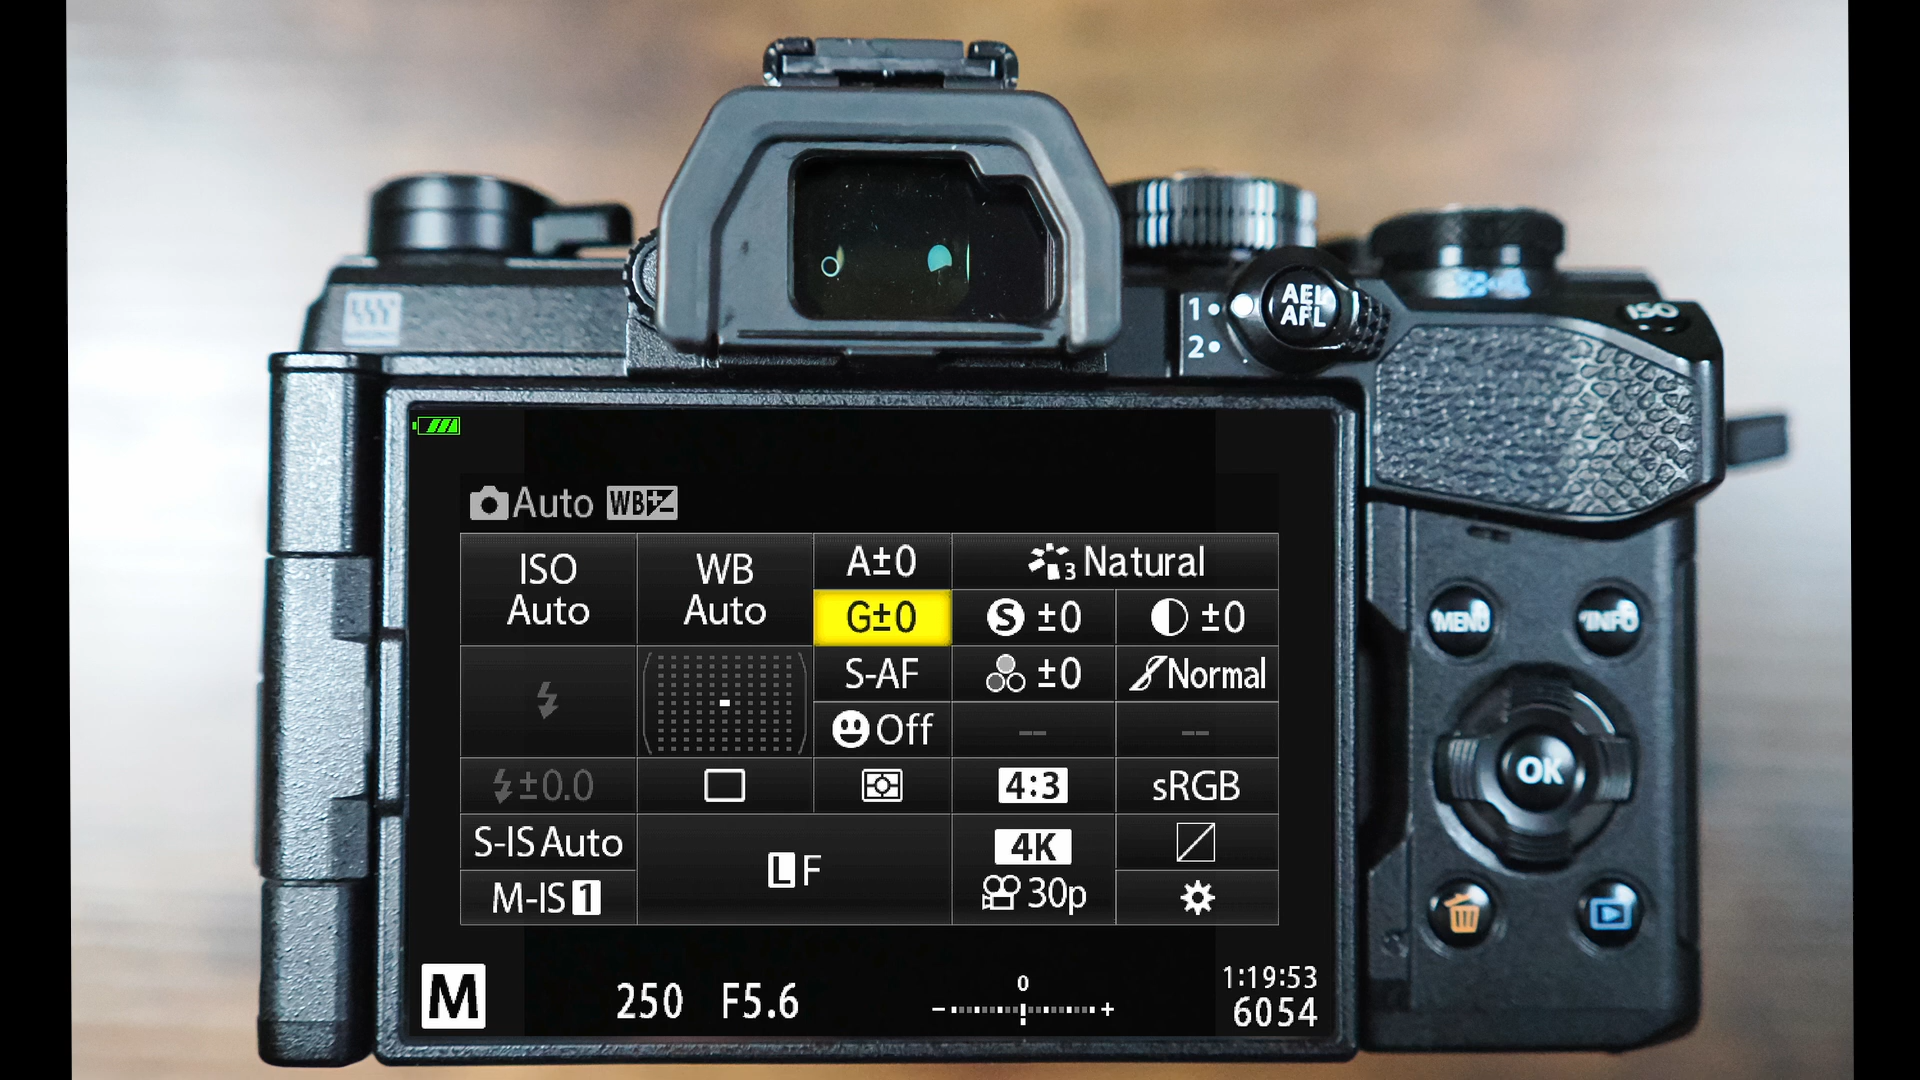 AEL
AFL
1
2
ISO
Auto WB
ISO
Auto
WB
Auto
A±0
3 Natural
G±0
S ±0
±0
S-AF
±0
Normal
Off
--
--
±0.0
4:3
sRGB
S-IS Auto
M-IS 1
L F
4K
30p
MENU
INFO
OK
M
250 F5.6
0
- +
1:19:53
6054